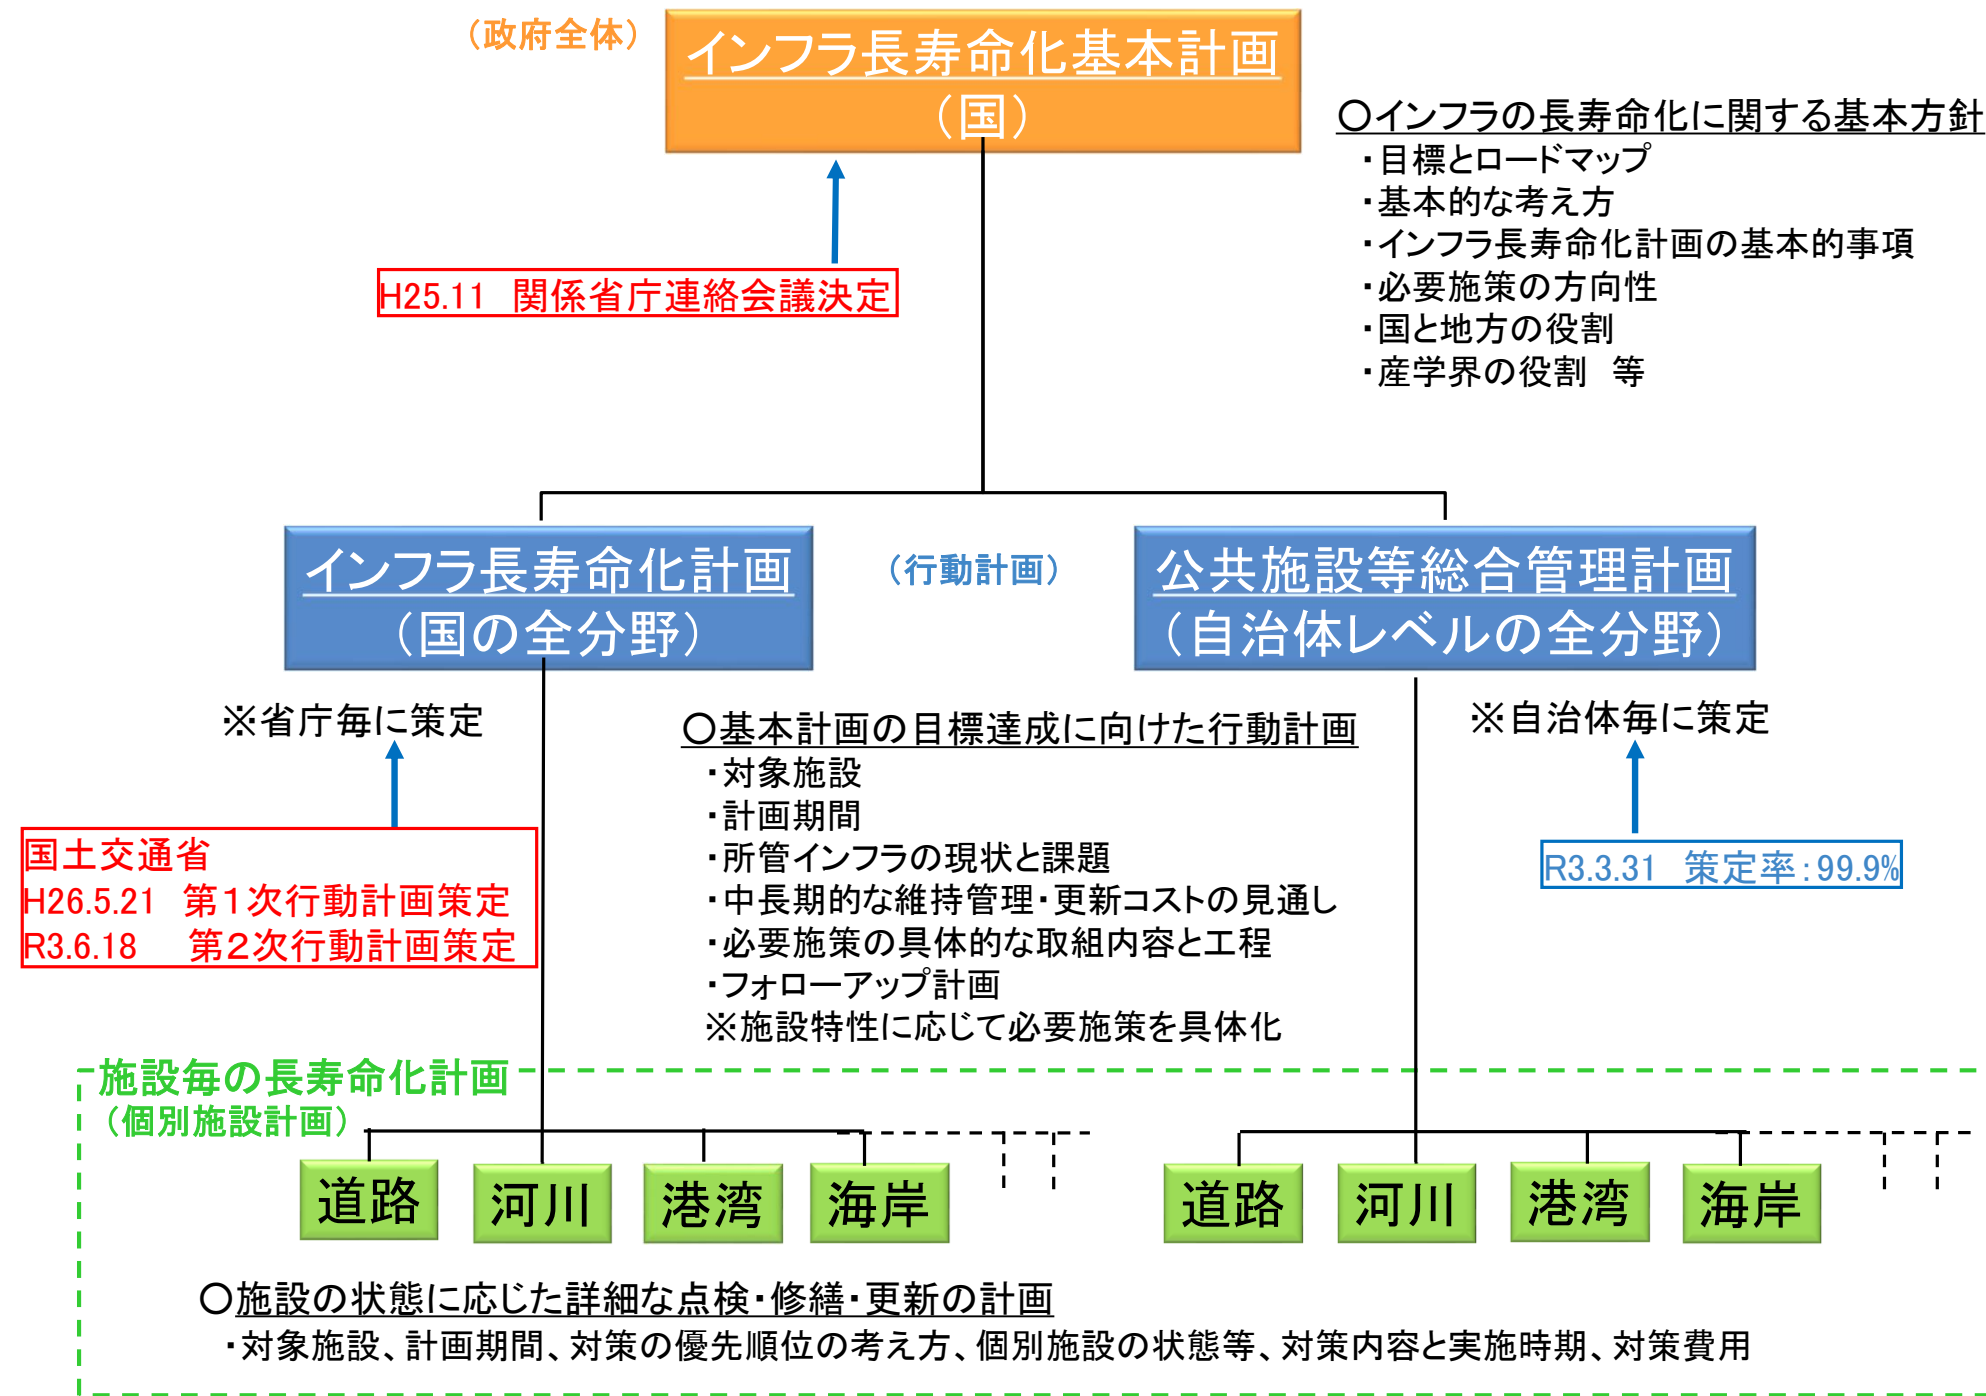 （政府全体）
インフラ長寿命化基本計画
（国）
○インフラの長寿命化に関する基本方針
・目標とロードマップ
・基本的な考え方
・インフラ長寿命化計画の基本的事項
・必要施策の方向性
・国と地方の役割
・産学界の役割　等
H25.11　関係省庁連絡会議決定
インフラ長寿命化計画
（国の全分野）
（行動計画）
公共施設等総合管理計画
（自治体レベルの全分野）
※省庁毎に策定
国土交通省
H26.5.21　第１次行動計画策定
R3.6.18　第２次行動計画策定
○基本計画の目標達成に向けた行動計画
・対象施設
・計画期間
・所管インフラの現状と課題
・中長期的な維持管理・更新コストの見通し
・必要施策の具体的な取組内容と工程
・フォローアップ計画
※施設特性に応じて必要施策を具体化
※自治体毎に策定
R3.3.31　策定率：99.9%
施設毎の長寿命化計画
（個別施設計画）
道路　河川　港湾　海岸　道路　河川　港湾　海岸
○施設の状態に応じた詳細な点検・修繕・更新の計画
・対象施設、計画期間、対策の優先順位の考え方、個別施設の状態等、対策内容と実施時期、対策費用